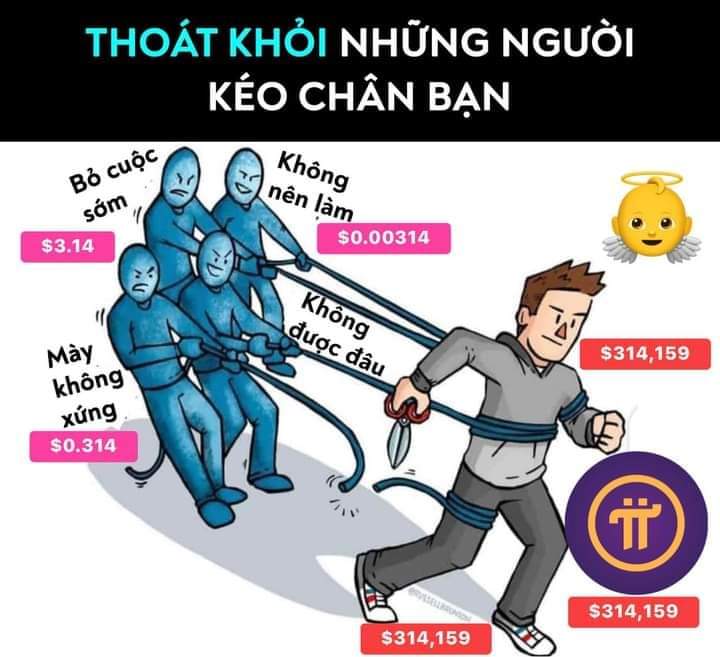 THOÁT KHỎI NHỮNG NGƯỜI
KÉO CHÂN BẠN
Bỏ cuộc
sớm
$3.14
Không
nên làm
$0.00314
Không
được đâu
Mày
không
xứng
$0.314
$314,159
$314,159
$314,159
@RUSSELLBRUNSON